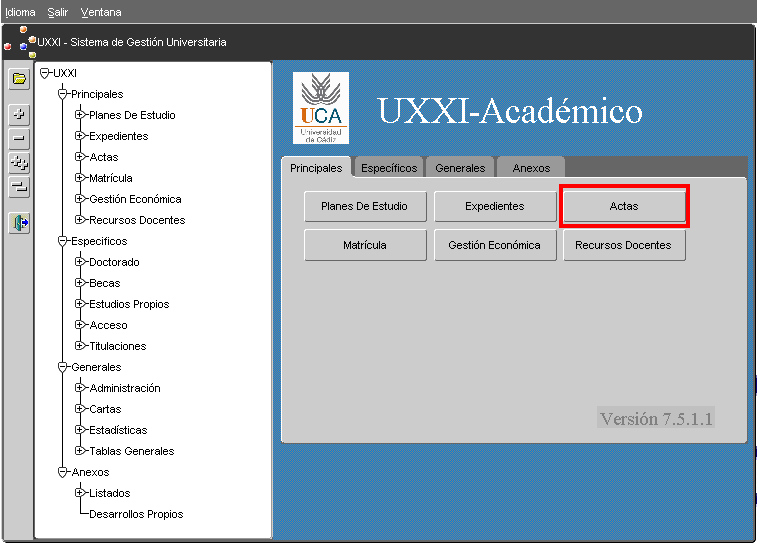 Idioma Salir Ventana
UXXI - Sistema de Gestión Universitaria
UXXI
Principales
Planes De Estudio
Expedientes
Actas
Matrícula
Gestión Económica
Recursos Docentes
Especificos
Doctorado
Becas
Estudios Propios
Acceso
Titulaciones
Generales
Administración
Cartas
Estadísticas
Tablas Generales
Anexos
Listados
Desarrollos Propios
UCA
Universidad
de Cádiz
UXXI-Académico
Principales Específicos Generales Anexos
Planes De Estudio Expedientes Actas
Matrícula Gestión Económica Recursos Docentes
Versión 7.5.1.1